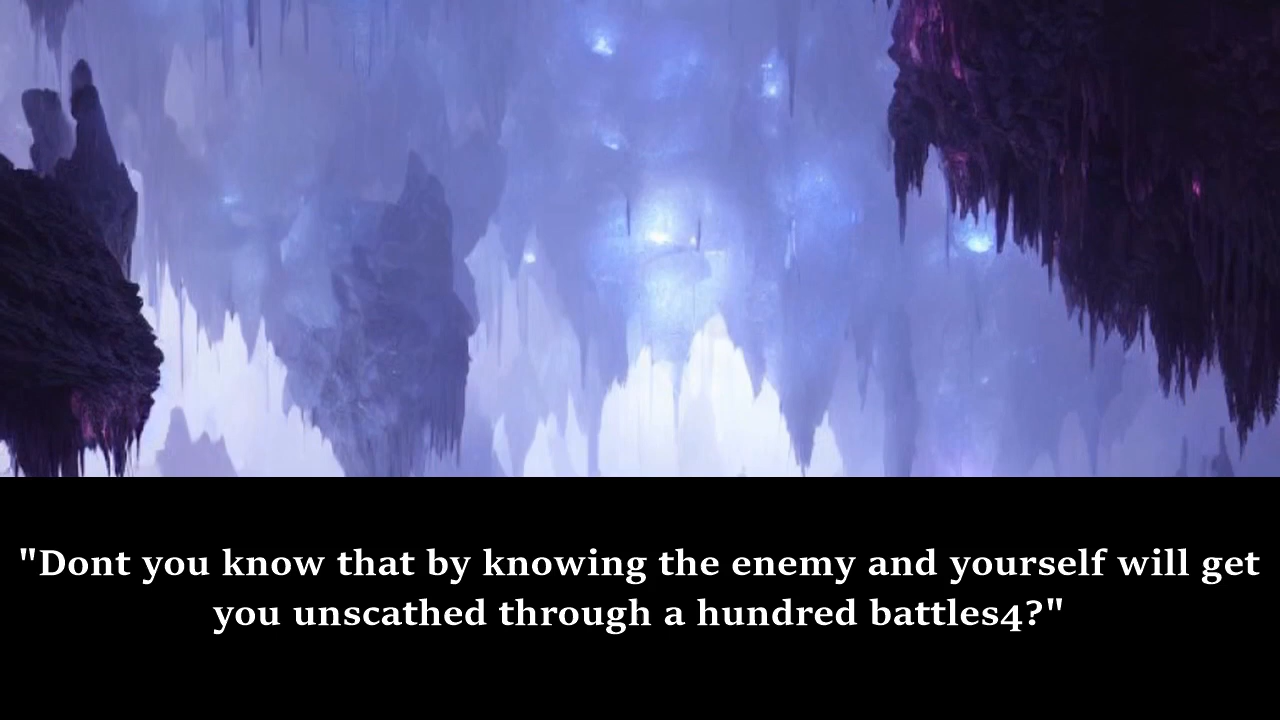 "Dont you know that by knowing the enemy and yourself will get
you unscathed through a hundred battles4?"